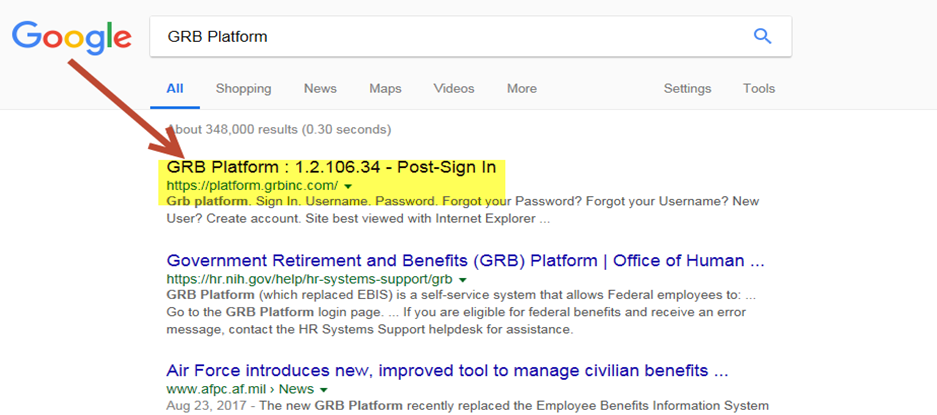 Google
GRB Platform
All Shopping News Maps Videos More Settings Tools
About 348,000 results (0.30 seconds)
GRB Platform : 1.2.106.34 - Post-Sign In
https://platform.grbinc.com/
Grb platform. Sign In. Username. Password. Forgot your Password? Forgot your Username? New
User? Create account. Site best viewed with Internet Explorer ...
Government Retirement and Benefits (GRB) Platform | Office of Human ...
https://hr.nih.gov/help/hr-systems-support/grb
GRB Platform (which replaced EBIS) is a self-service system that allows Federal employees to: ...
Go to the GRB Platform login page. ... If you are eligible for federal benefits and receive an error
message, contact the HR Systems Support helpdesk for assistance.
Air Force introduces new, improved tool to manage civilian benefits ...
www.afpc.af.mil › News
Aug 23, 2017 - The new GRB Platform recently replaced the Employee Benefits Information System